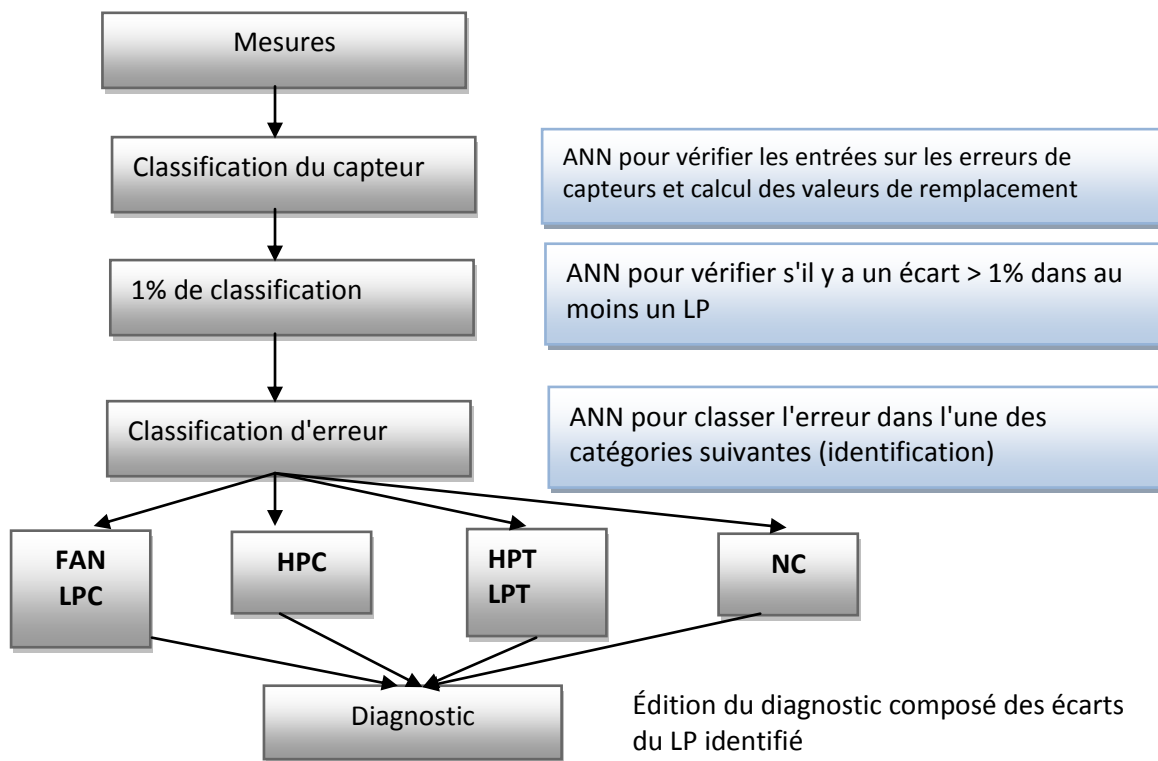 Mesures
Classification du capteur
ANN pour vérifier les entrées sur les erreurs de
capteurs et calcul des valeurs de remplacement
1% de classification
ANN pour vérifier s'il y a un écart > 1% dans au
moins un LP
Classification d'erreur
ANN pour classer l'erreur dans l'une des
catégories suivantes (identification)
FAN
LPC
HPC
HPT
LPT
NC
Diagnostic
Édition du diagnostic composé des écarts
du LP identifié